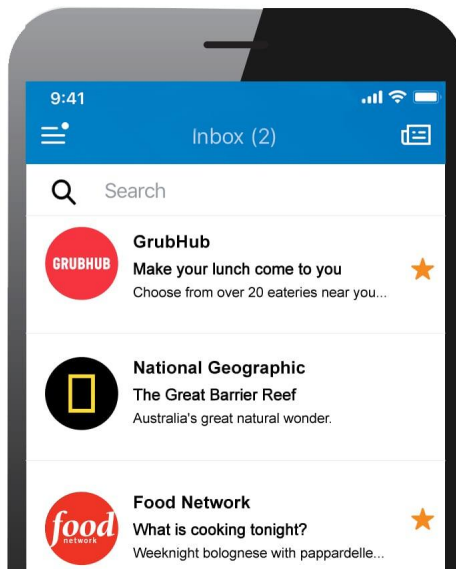 9:41
Inbox (2)
Search
GRUBHUB
GrubHub
Make your lunch come to you
Choose from over 20 eateries near you...
National Geographic
The Great Barrier Reef
Australia's great natural wonder.
food
network
Food Network
What is cooking tonight?
Weeknight bolognese with pappardelle...